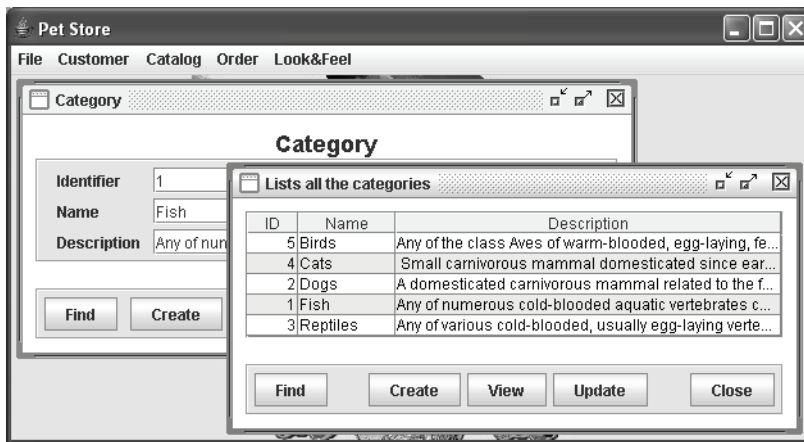 Pet Store
File Customer Catalog Order Look&Feel
Category
Category
Identifier 1
Name Fish
Description Any of num
Find Create
Lists all the categories
ID Name Description
5 Birds Any of the class Aves of warm-blooded, egg-laying, fe...
4 Cats Small carnivorous mammal domesticated since ear...
2 Dogs A domesticated carnivorous mammal related to the f...
1 Fish Any of numerous cold-blooded aquatic vertebrates c...
3 Reptiles Any of various cold-blooded, usually egg-laying verte...
Find Create View Update Close